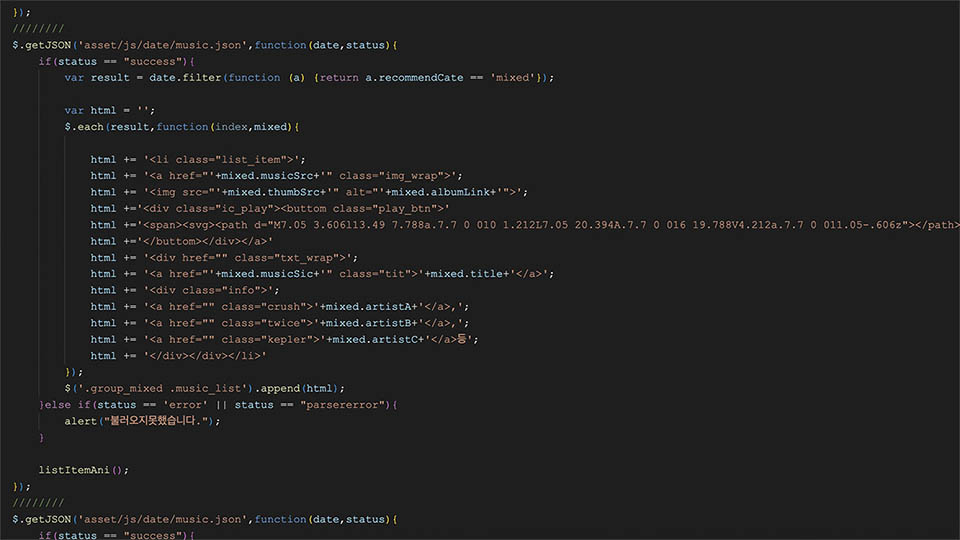 });
////////
$.getJSON('asset/js/date/music.json',function(date,status){
if(status == "success"){
var result = date.filter(function (a) {return a.recommendCate == 'mixed'});
var html = '';
$.each(result,function(index,mixed){
html += '<li class="list_item">';
html += '<a href="'+mixed.musicSrc+'" class="img_wrap">';
html += '<img src="'+mixed.thumbSrc+'" alt="'+mixed.albumLink+'">';
html +='<div class="ic_play"><buttom class="play_btn">'
html +='<span><svg><path d="M7.05 3.606l13.49 7.788a.7.7 0 010 1.212L7.05 20.394A.7.7 0 016 19.788V4.212a.7.7 0 011.05-.606z"></path>
html +='</buttom></div></a>'
html += '<div href="" class="txt_wrap">';
html += '<a href="'+mixed.musicSic+'" class="tit">'+mixed.title+'</a>';
html += '<div class="info">';
html += '<a href="" class="crush">'+mixed.artistA+'</a>,';
html += '<a href="" class="twice">'+mixed.artistB+'</a>,';
html += '<a href="" class="kepler">'+mixed.artistC+'</a>등';
html += '</div></div></li>'
});
$('.group_mixed .music_list').append(html);
}else if(status == 'error' || status == "parsererror"){
alert("불러오지못했습니다.");
}
listItemAni();
});
////////
$.getJSON('asset/js/date/music.json',function(date,status){
if(status == "success"){